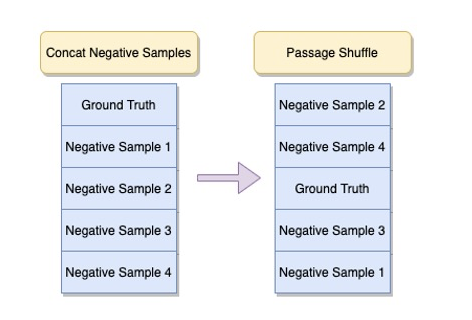 Concat Negative Samples
Ground Truth
Negative Sample 1
Negative Sample 2
Negative Sample 3
Negative Sample 4
Passage Shuffle
Negative Sample 2
Negative Sample 4
Ground Truth
Negative Sample 3
Negative Sample 1